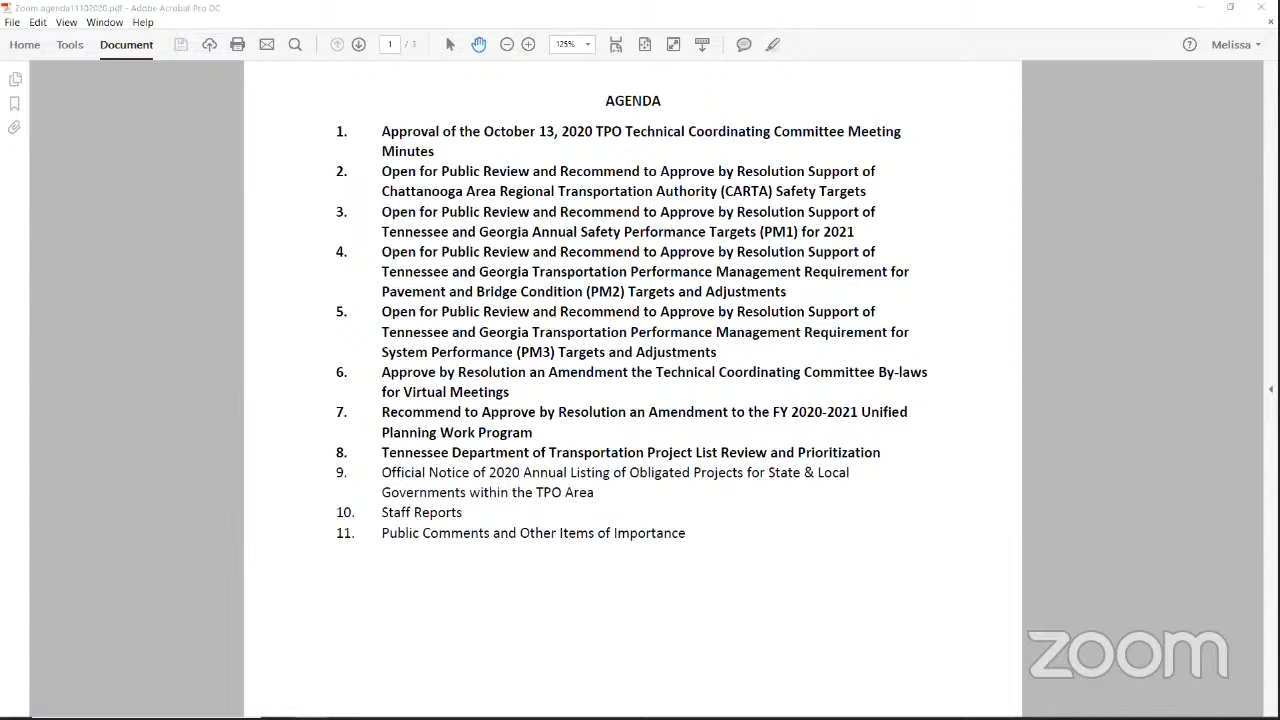 Zoom agenda11102020.pdf - Adobe Acrobat Pro DC
File Edit View Window Help
Home Tools Document 1 / 3 125% Melissa
AGENDA
1. Approval of the October 13, 2020 TPO Technical Coordinating Committee Meeting
Minutes
2. Open for Public Review and Recommend to Approve by Resolution Support of
Chattanooga Area Regional Transportation Authority (CARTA) Safety Targets
3. Open for Public Review and Recommend to Approve by Resolution Support of
Tennessee and Georgia Annual Safety Performance Targets (PM1) for 2021
4. Open for Public Review and Recommend to Approve by Resolution Support of
Tennessee and Georgia Transportation Performance Management Requirement for
Pavement and Bridge Condition (PM2) Targets and Adjustments
5. Open for Public Review and Recommend to Approve by Resolution Support of
Tennessee and Georgia Transportation Performance Management Requirement for
System Performance (PM3) Targets and Adjustments
6. Approve by Resolution an Amendment the Technical Coordinating Committee By-laws
for Virtual Meetings
7. Recommend to Approve by Resolution an Amendment to the FY 2020-2021 Unified
Planning Work Program
8. Tennessee Department of Transportation Project List Review and Prioritization
9. Official Notice of 2020 Annual Listing of Obligated Projects for State & Local
Governments within the TPO Area
10. Staff Reports
11. Public Comments and Other Items of Importance
zoom